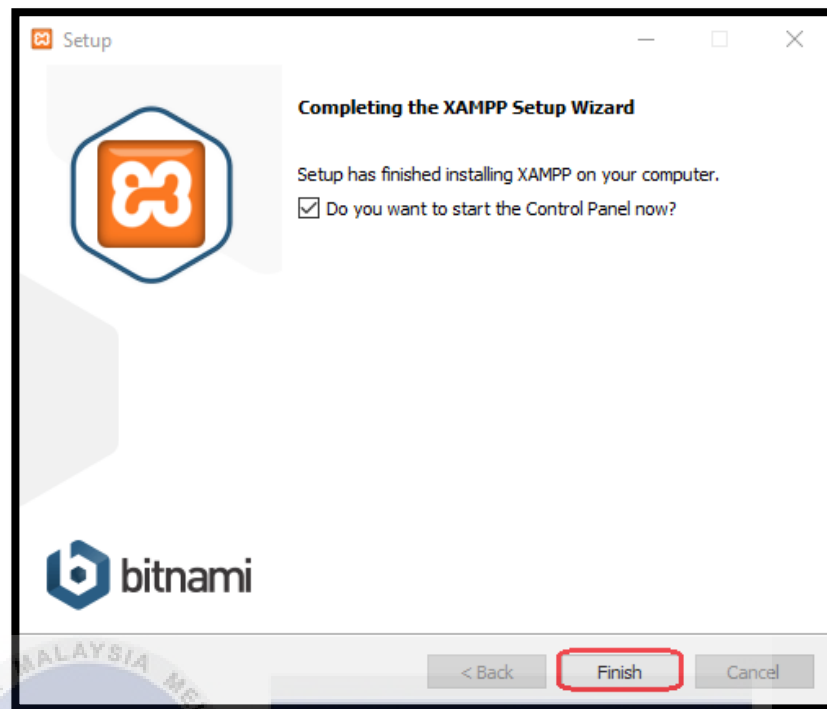 Setup
Completing the XAMPP Setup Wizard
Setup has finished installing XAMPP on your computer.
Do you want to start the Control Panel now?
bitnami
MALAYSIA
< Back
Finish
Cancel